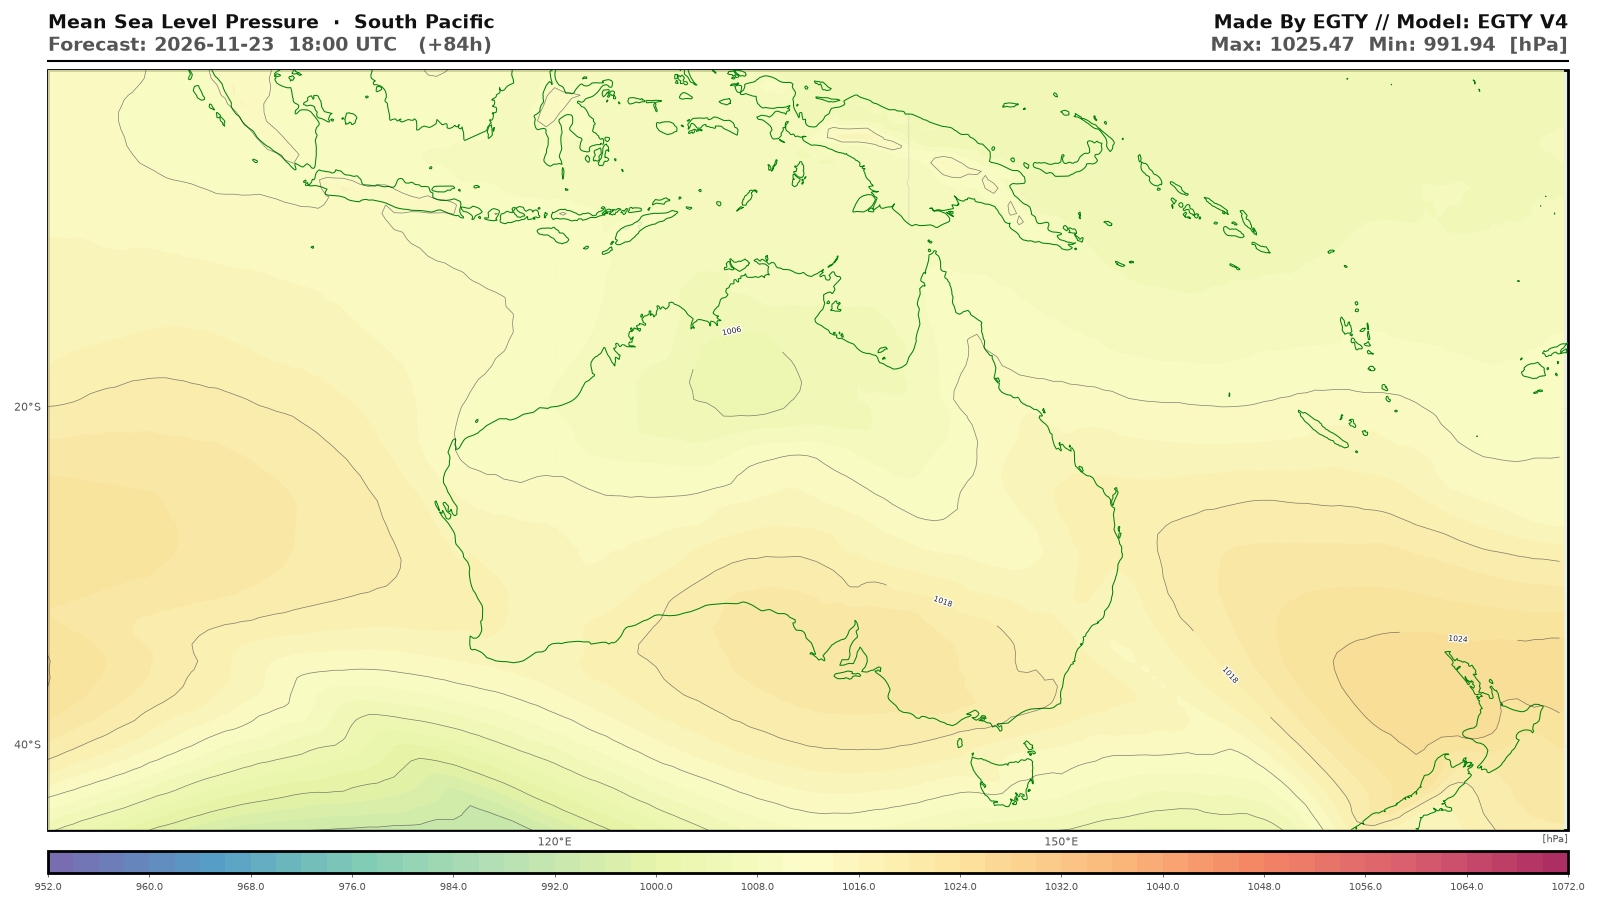 Mean Sea Level Pressure · South Pacific
Made By EGTY // Model: EGTY V4
Forecast: 2026-11-23 18:00 UTC (+84h)
Max: 1025.47 Min: 991.94 [hPa]
1006
20°S
1018
1024
1018
40°S
120°E
150°E
[hPa]
952.0 960.0 968.0 976.0 984.0 992.0 1000.0 1008.0 1016.0 1024.0 1032.0 1040.0 1048.0 1056.0 1064.0 1072.0